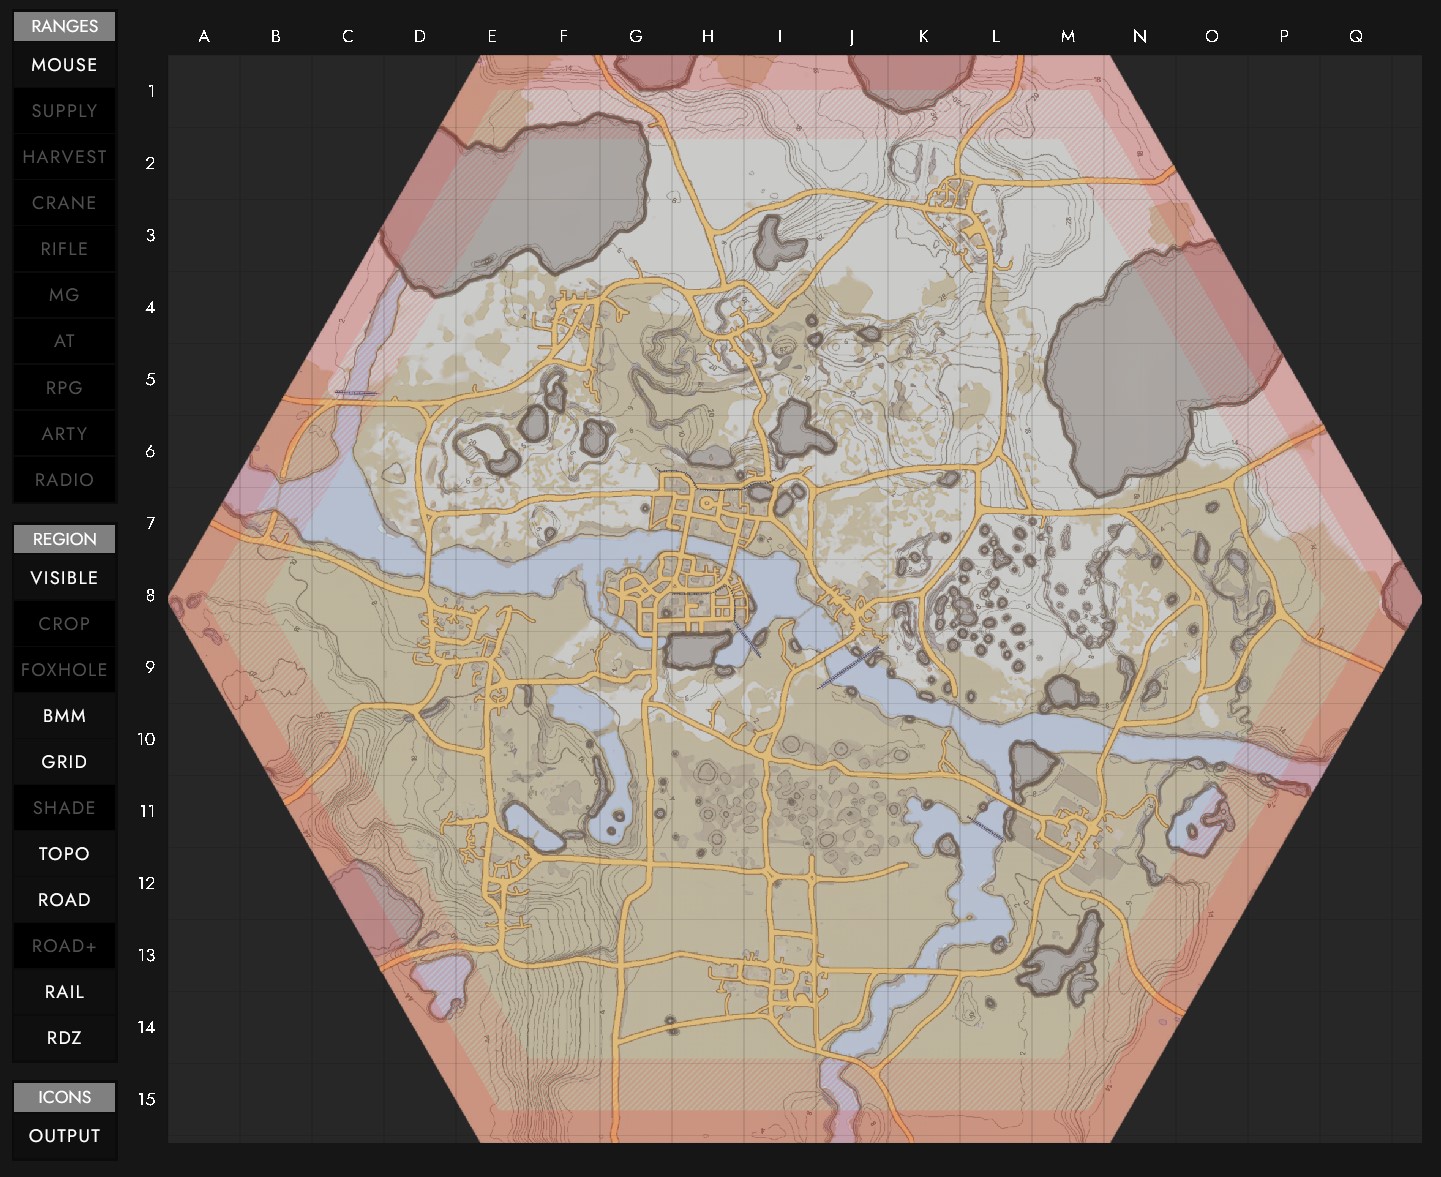 RANGES
MOUSE
SUPPLY
HARVEST
CRANE
RIFLE
MG
AT
RPG
ARTY
RADIO
REGION
VISIBLE
CROP
FOXHOLE
BMM
GRID
SHADE
TOPO
ROAD
ROAD+
RAIL
RDZ
ICONS
OUTPUT
A B C D E F G H I J K L M N O P Q
1
2
3
4
5
6
7
8
9
10
11
12
13
14
15